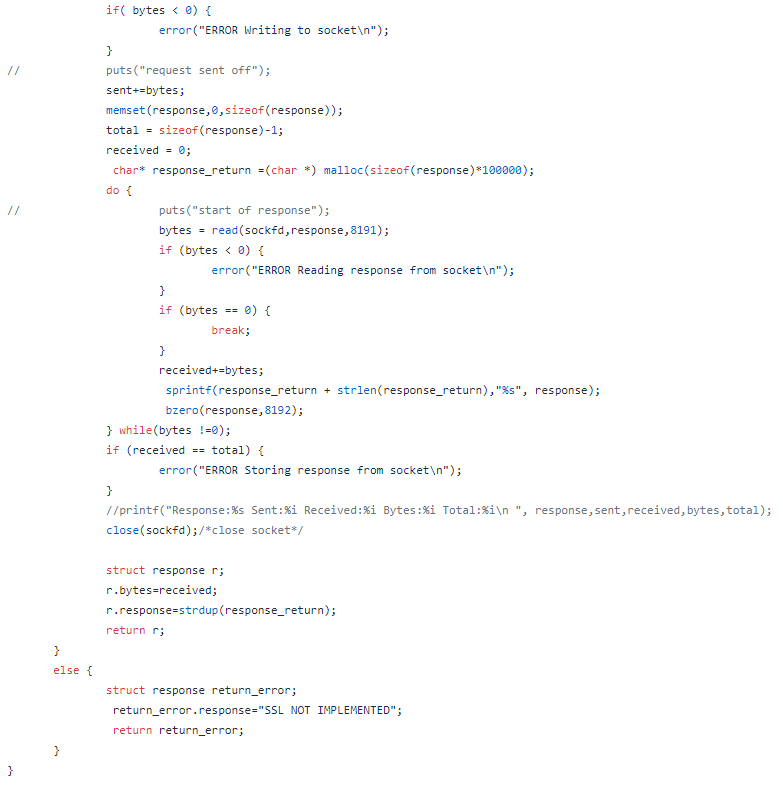 if( bytes < 0) {
error("ERROR Writing to socket\n");
}
// puts("request sent off");
sent+=bytes;
memset(response,0,sizeof(response));
total = sizeof(response)-1;
received = 0;
char* response_return =(char *) malloc(sizeof(response)*100000);
do {
// puts("start of response");
bytes = read(sockfd,response,8191);
if (bytes < 0) {
error("ERROR Reading response from socket\n");
}
if (bytes == 0) {
break;
}
received+=bytes;
sprintf(response_return + strlen(response_return),"%s", response);
bzero(response,8192);
} while(bytes !=0);
if (received == total) {
error("ERROR Storing response from socket\n");
}
//printf("Response:%s Sent:%i Received:%i Bytes:%i Total:%i\n ", response,sent,received,bytes,total);
close(sockfd);/*close socket*/
struct response r;
r.bytes=received;
r.response=strdup(response_return);
return r;
}
else {
struct response return_error;
return_error.response="SSL NOT IMPLEMENTED";
return return_error;
}
}